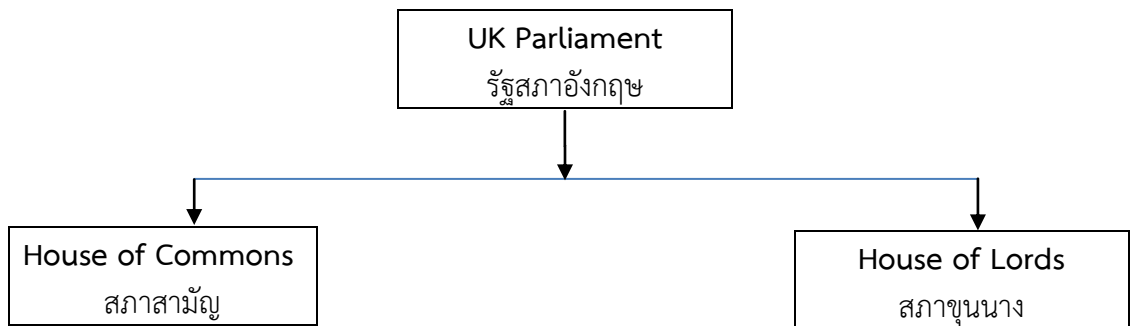 UK Parliament
รัฐสภาอังกฤษ
House of Commons
สภาสามัญ
House of Lords
สภาขุนนาง